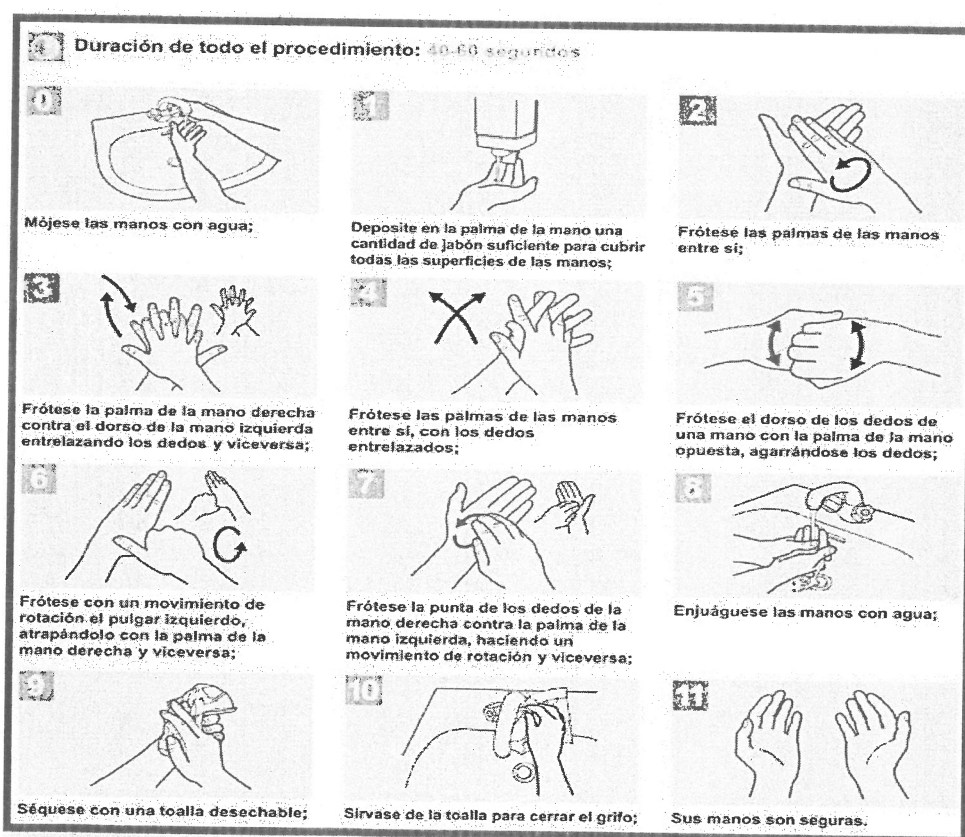 Duración de todo el procedimiento: 40-60 segundos
0
Mójese las manos con agua;
1
Deposite en la palma de la mano una
cantidad de jabón suficiente para cubrir
todas las superficies de las manos;
2
Frótese las palmas de las manos
entre sí;
3
Frótese la palma de la mano derecha
contra el dorso de la mano izquierda
entrelazando los dedos y viceversa;
4
Frótese las palmas de las manos
entre sí, con los dedos
entrelazados;
5
Frótese el dorso de los dedos de
una mano con la palma de la mano
opuesta, agarrándose los dedos;
6
Frótese con un movimiento de
rotación el pulgar izquierdo,
atrapándolo con la palma de la
mano derecha y viceversa;
7
Frótese la punta de los dedos de la
mano derecha contra la palma de la
mano izquierda, haciendo un
movimiento de rotación y viceversa;
8
Enjuáguese las manos con agua;
9
Séquese con una toalla desechable;
10
Sírvase de la toalla para cerrar el grifo;
11
Sus manos son seguras.